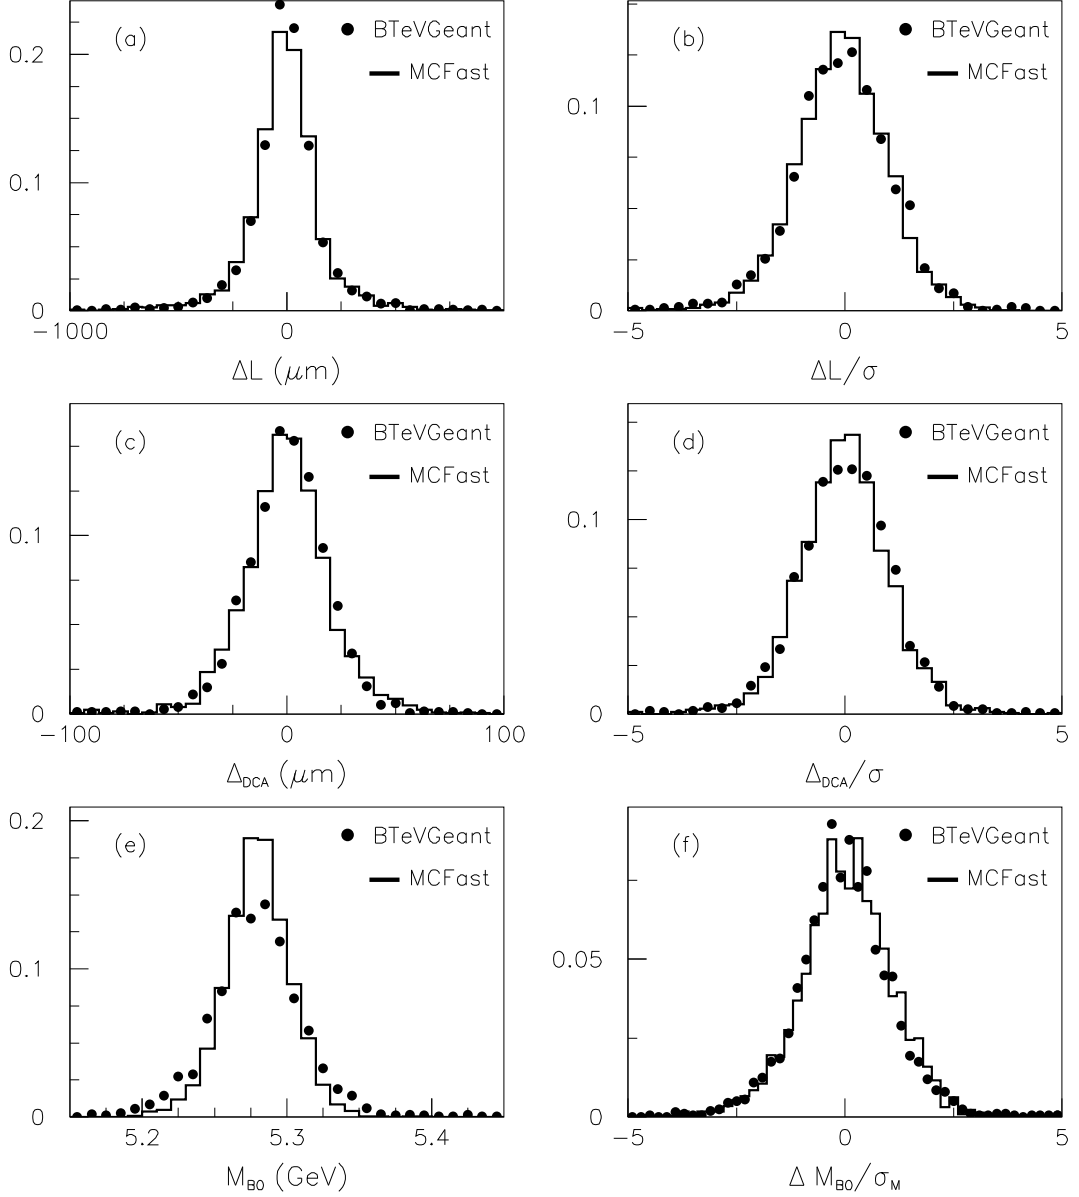 (a)
BTeVGeant
MCFast
0.2
0.1
0
-1000
0
ΔL (μm)
(b)
BTeVGeant
MCFast
0.1
0
-5
0
5
ΔL/σ
(c)
BTeVGeant
MCFast
0.1
0
-100
0
100
Δ_DCA (μm)
(d)
BTeVGeant
MCFast
0.1
0
-5
0
5
Δ_DCA/σ
(e)
BTeVGeant
MCFast
0.2
0.1
0
5.2
5.3
5.4
M_B0 (GeV)
(f)
BTeVGeant
MCFast
0.05
0
-5
0
5
Δ M_B0/σ_M